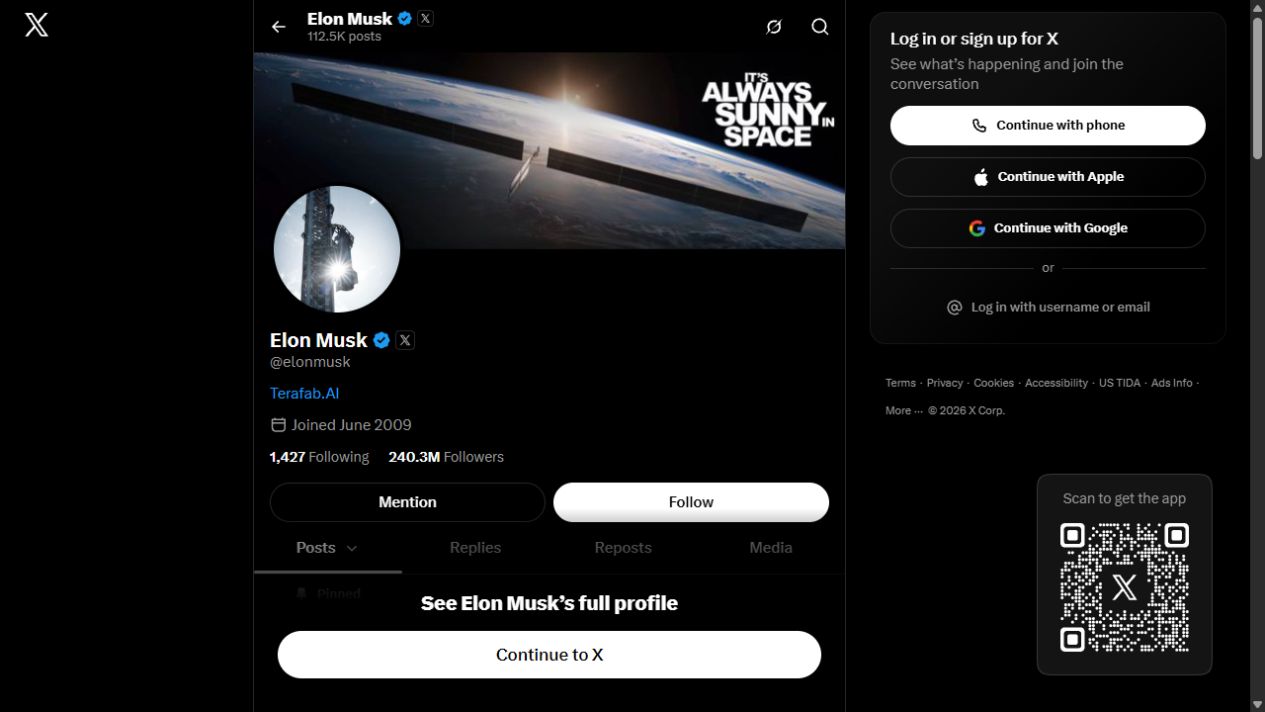 Elon Musk
112.5K posts
IT'S
ALWAYS
SUNNY IN
SPACE
Elon Musk
@elonmusk
Terafab.AI
Joined June 2009
1,427 Following 240.3M Followers
Mention Follow
Posts Replies Reposts Media
Pinned
See Elon Musk’s full profile
Continue to X
Log in or sign up for X
See what’s happening and join the
conversation
Continue with phone
Continue with Apple
Continue with Google
or
Log in with username or email
Terms · Privacy · Cookies · Accessibility · US TIDA · Ads Info ·
More ··· © 2026 X Corp.
Scan to get the app